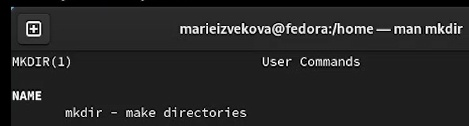 marieizvekova@fedora:/home — man mkdir
MKDIR(1) User Commands
NAME
mkdir - make directories